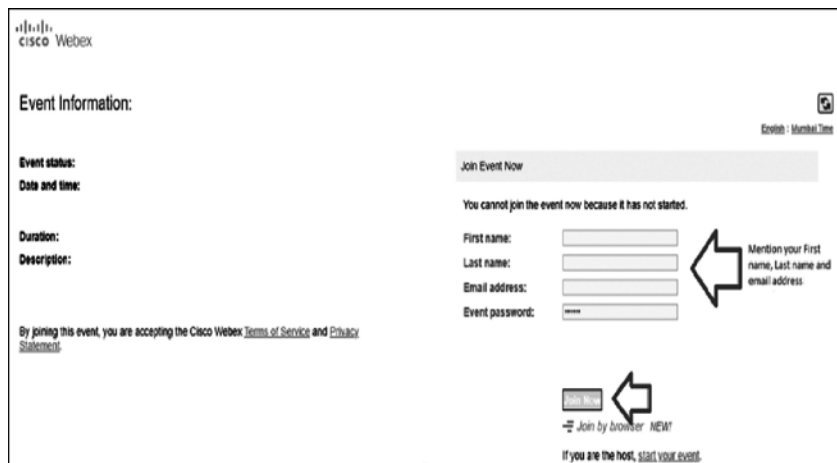 CISCO Webex
Event Information:
English : Mumbai Time
Event status:
Date and time:
Duration:
Description:
By joining this event, you are accepting the Cisco Webex Terms of Service and Privacy
Statement.
Join Event Now
You cannot join the event now because it has not started.
First name:
Last name:
Email address:
Event password:
Mention your First
name, Last name and
email address
Join Now
Join by browser NEW!
If you are the host, start your event.